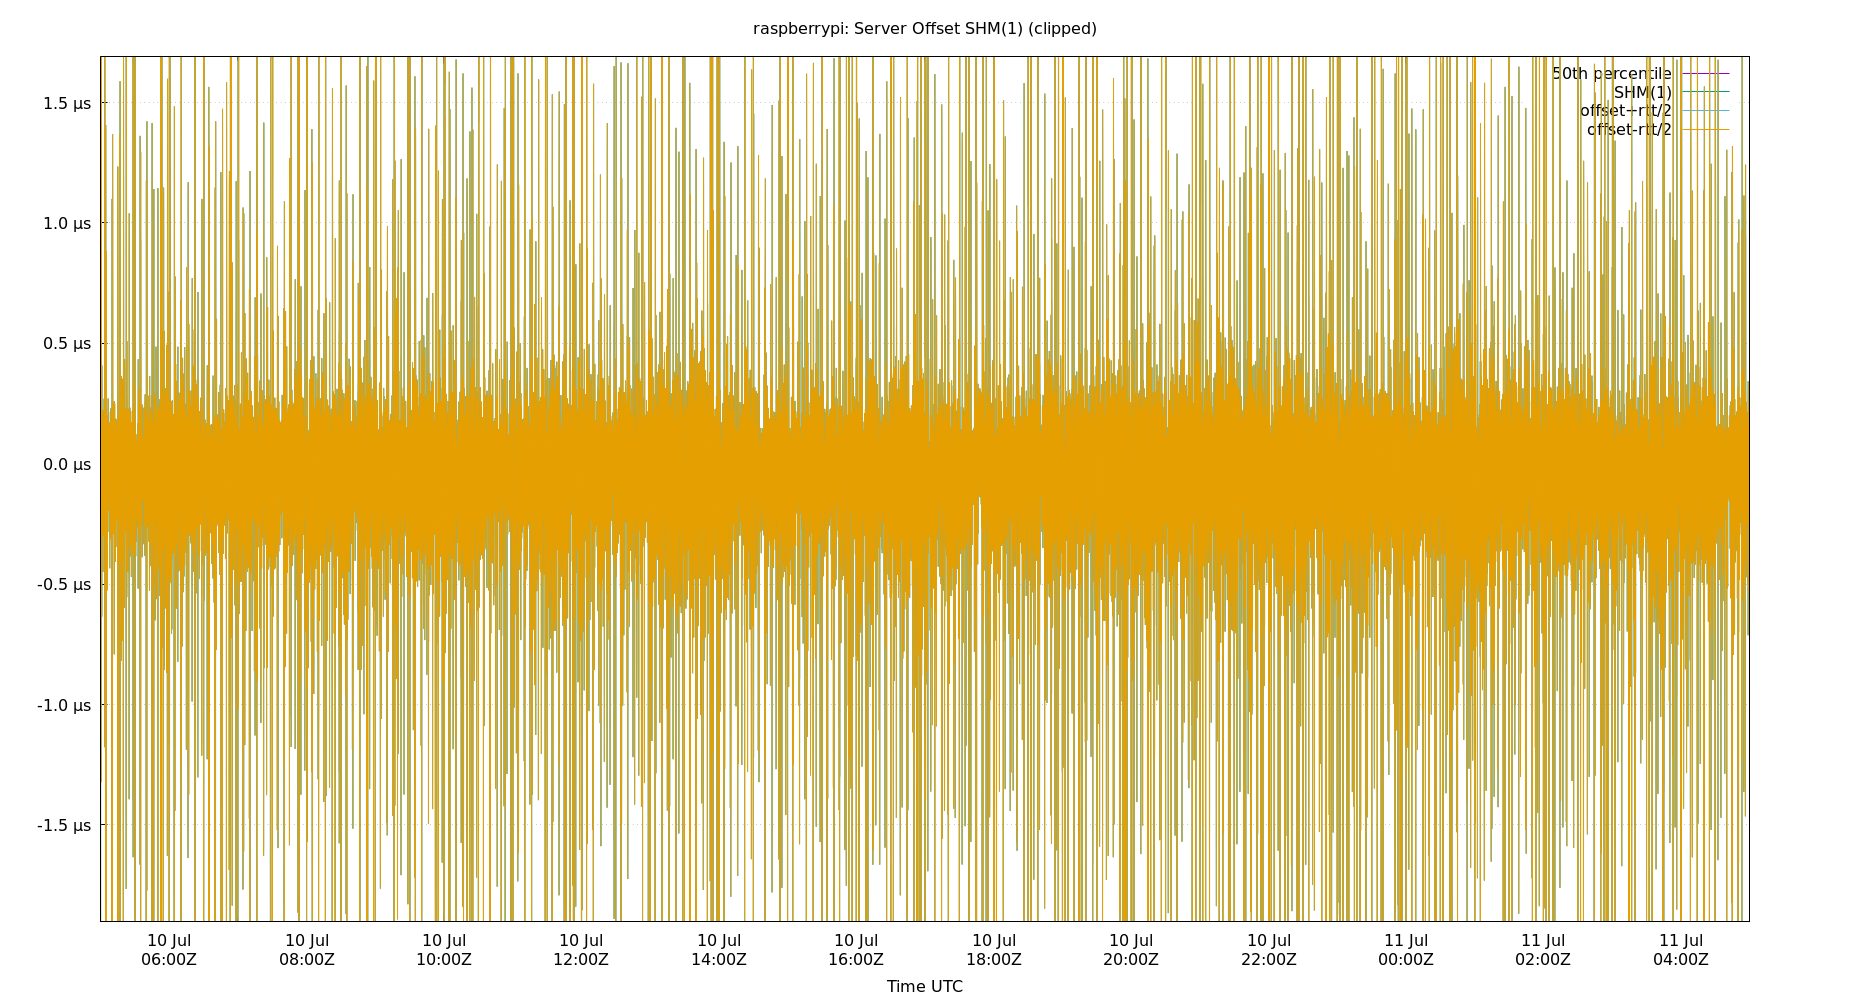 raspberrypi: Server Offset SHM(1) (clipped)
50th percentile
SHM(1)
offset+rtt/2
offset-rtt/2
1.5 µs
1.0 µs
0.5 µs
0.0 µs
-0.5 µs
-1.0 µs
-1.5 µs
10 Jul 10 Jul 10 Jul 10 Jul 10 Jul 10 Jul 10 Jul 10 Jul 10 Jul 11 Jul 11 Jul 11 Jul
06:00Z 08:00Z 10:00Z 12:00Z 14:00Z 16:00Z 18:00Z 20:00Z 22:00Z 00:00Z 02:00Z 04:00Z
Time UTC